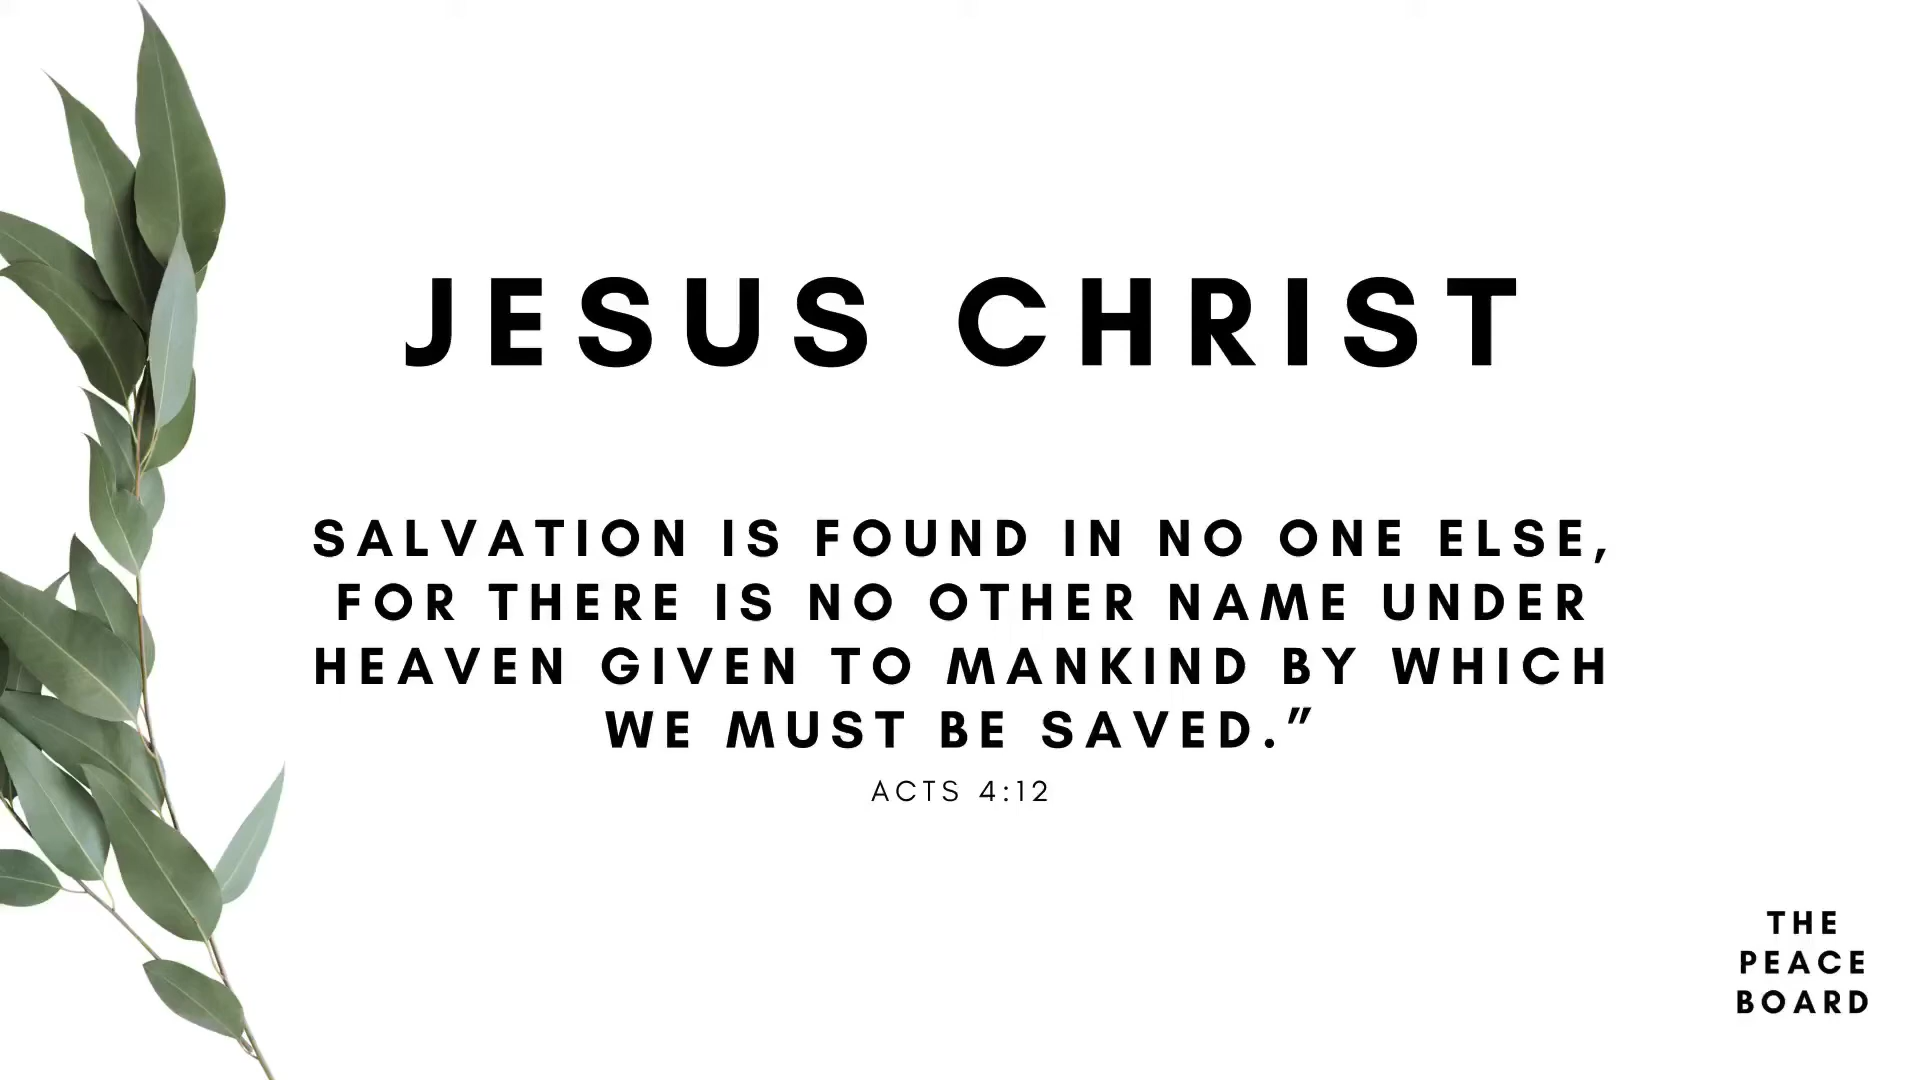 JESUS CHRIST
SALVATION IS FOUND IN NO ONE ELSE,
FOR THERE IS NO OTHER NAME UNDER
HEAVEN GIVEN TO MANKIND BY WHICH
WE MUST BE SAVED.”
ACTS 4:12
THE
PEACE
BOARD